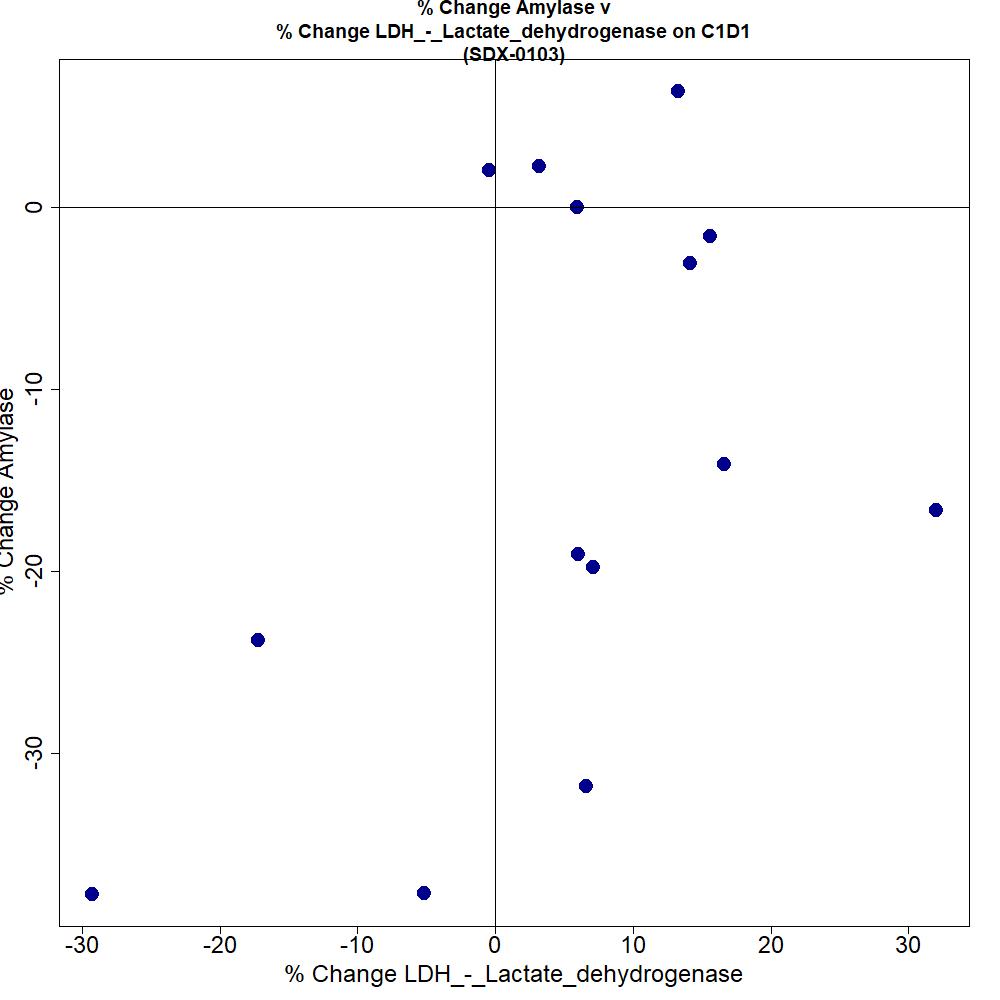 % Change Amylase v
% Change LDH_-_Lactate_dehydrogenase on C1D1
(SDX-0103)
% Change Amylase
0
-10
-20
-30
-30
-20
-10
0
10
20
30
% Change LDH_-_Lactate_dehydrogenase